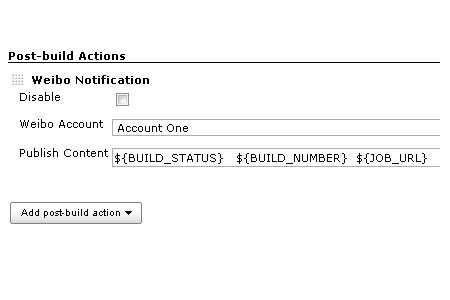 Post-build Actions
Weibo Notification
Disable
Weibo Account Account One
Publish Content ${BUILD_STATUS} ${BUILD_NUMBER} ${JOB_URL}
Add post-build action